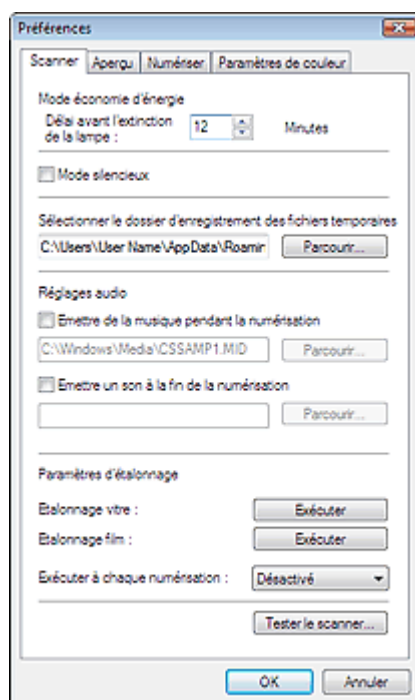 Préférences
Scanner Aperçu Numériser Paramètres de couleur
Mode économie d'énergie
Délai avant l'extinction de la lampe : 12 Minutes
Mode silencieux
Sélectionner le dossier d'enregistrement des fichiers temporaires
C:\Users\User Name\AppData\Roamir Parcourir...
Réglages audio
Emettre de la musique pendant la numérisation
C:\Windows\Media\CSSAMP1.MID Parcourir...
Emettre un son à la fin de la numérisation
Parcourir...
Paramètres d'étalonnage
Etalonnage vitre : Exécuter
Etalonnage film : Exécuter
Exécuter à chaque numérisation : Désactivé
Tester le scanner...
OK Annuler